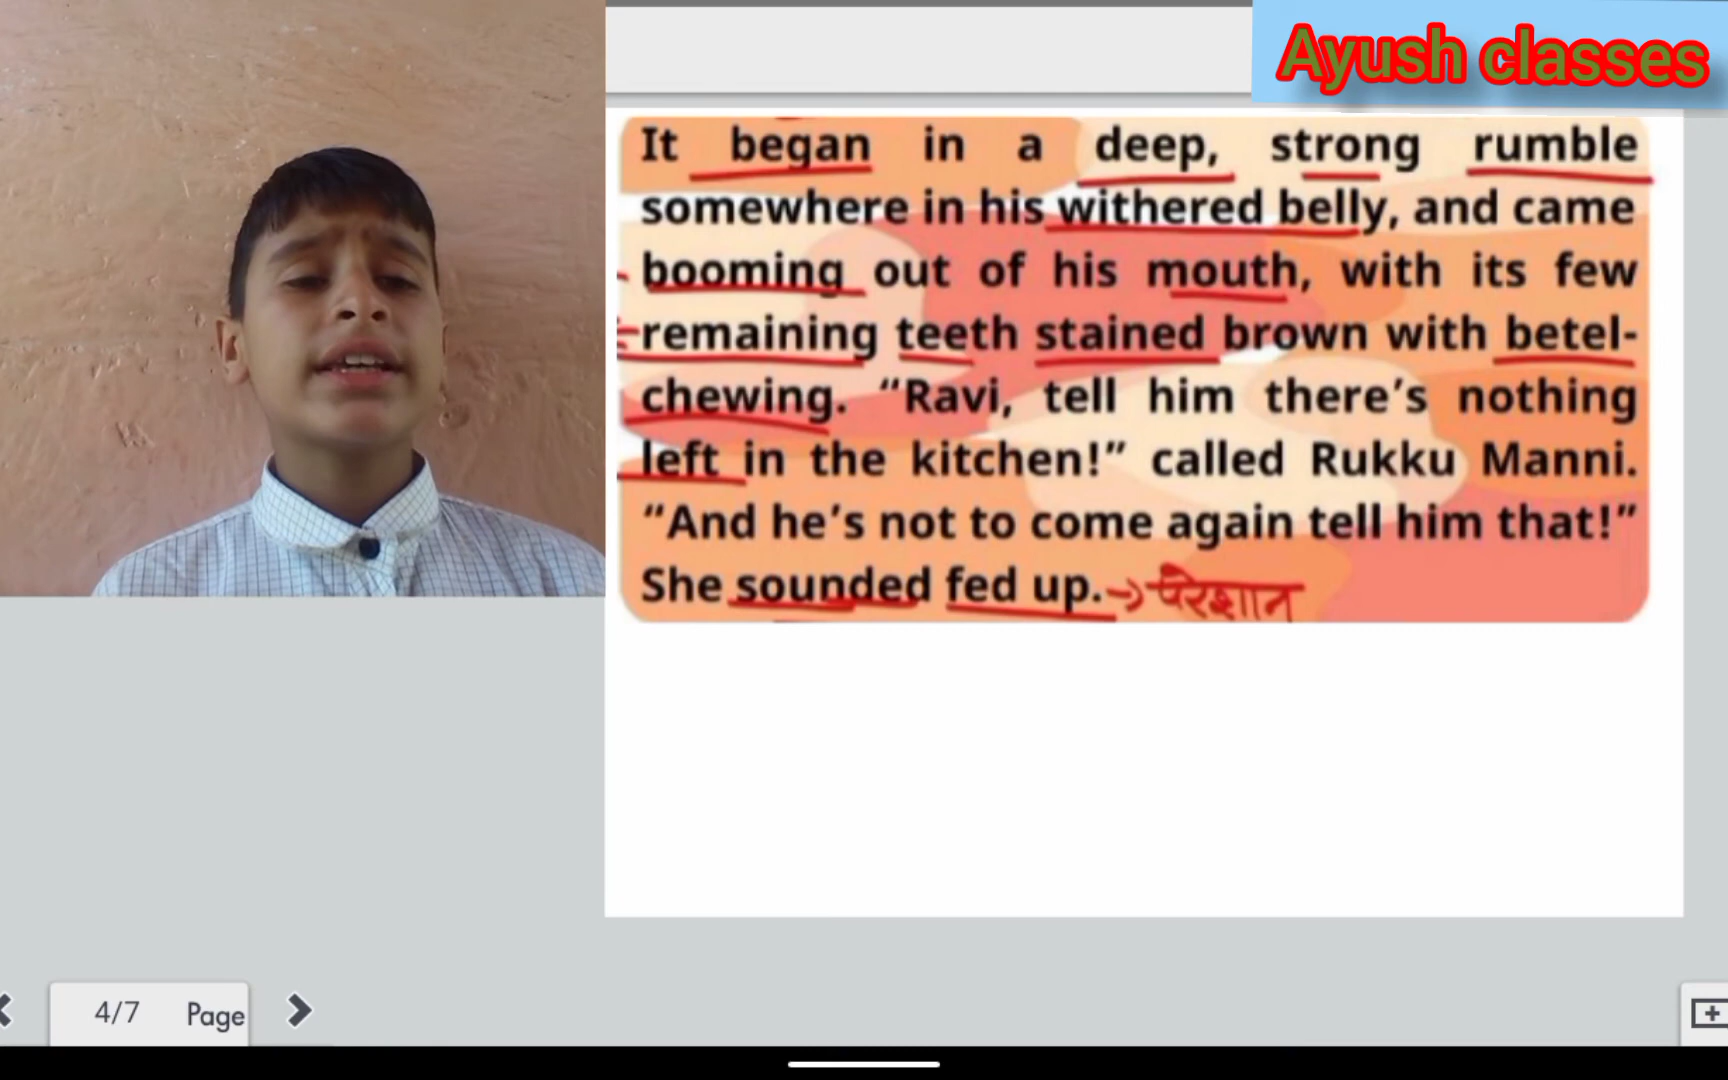 Ayush classes
It began in a deep, strong rumble
somewhere in his withered belly, and came
booming out of his mouth, with its few
remaining teeth stained brown with betel-
chewing. “Ravi, tell him there’s nothing
left in the kitchen!” called Rukku Manni.
“And he’s not to come again tell him that!”
She sounded fed up. → परेशान
4/7 Page